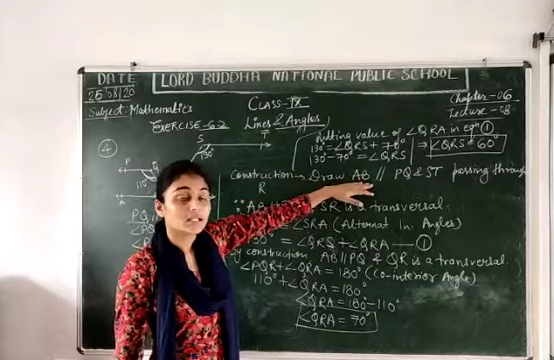 DATE
LORD BUDDHA NATIONAL PUBLIC SCHOOL
25/08/20
Subject: Mathematics
CLASS-IX
Chapter-06
Lecture-08
EXERCISE-6.2
Lines & Angles
④
S
T
130°
P
Q
110°
A
Putting value of ∠QRA in eqⁿ ①
130° = ∠QRS + 70°
130° - 70° = ∠QRS
⇒ ∠QRS = 60°
Construction → Draw AB // PQ & ST passing through
R
∵ AB SR is a transversal.
= ∠SRA (Alternat In. Angles)
= ∠QRS + ∠QRA — ①
By construction, AB || PQ & QR is a transversal.
∠PQR + ∠QRA = 180° (Co-interior Angle)
110° + ∠QRA = 180°
∠QRA = 180° - 110°
∠QRA = 70°